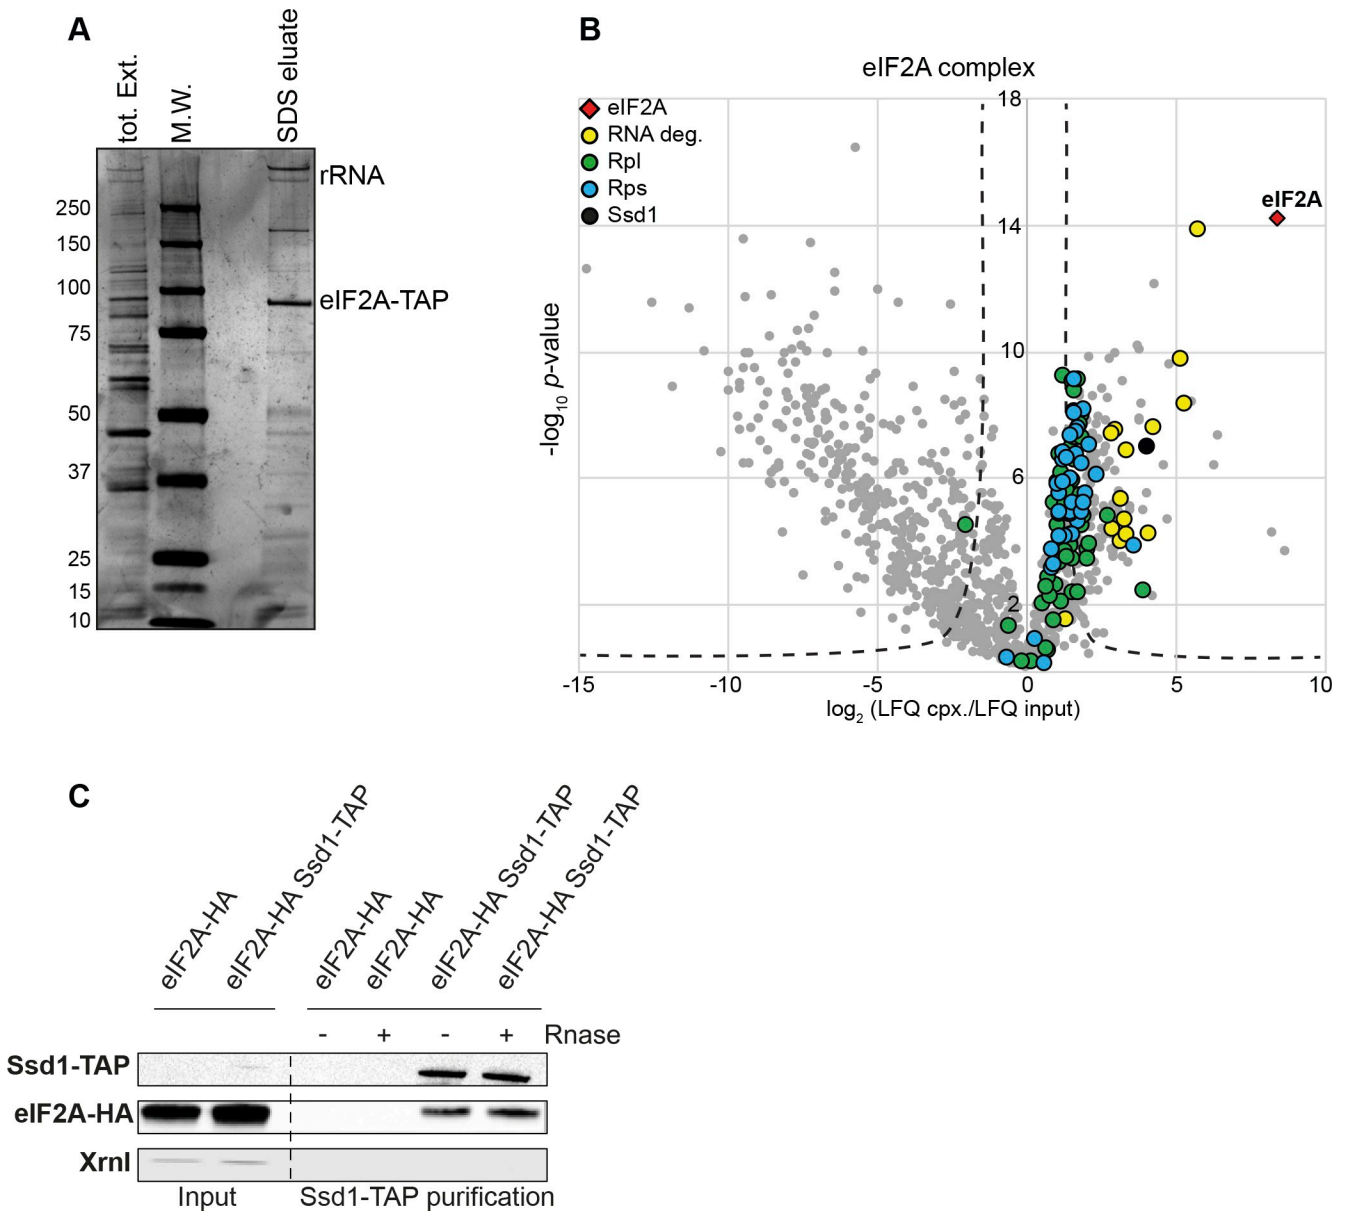 A
tot. Ext.
M.W.
SDS eluate
rRNA
250
150
100
eIF2A-TAP
75
50
37
25
15
10
B
eIF2A complex
eIF2A
RNA deg.
Rpl
Rps
Ssd1
eIF2A
18
14
10
6
2
-log10 p-value
-15
-10
-5
0
5
10
log2 (LFQ cpx./LFQ input)
C
eIF2A-HA
eIF2A-HA Ssd1-TAP
eIF2A-HA
eIF2A-HA
eIF2A-HA Ssd1-TAP
eIF2A-HA Ssd1-TAP
- + - + Rnase
Ssd1-TAP
eIF2A-HA
XrnI
Input
Ssd1-TAP purification